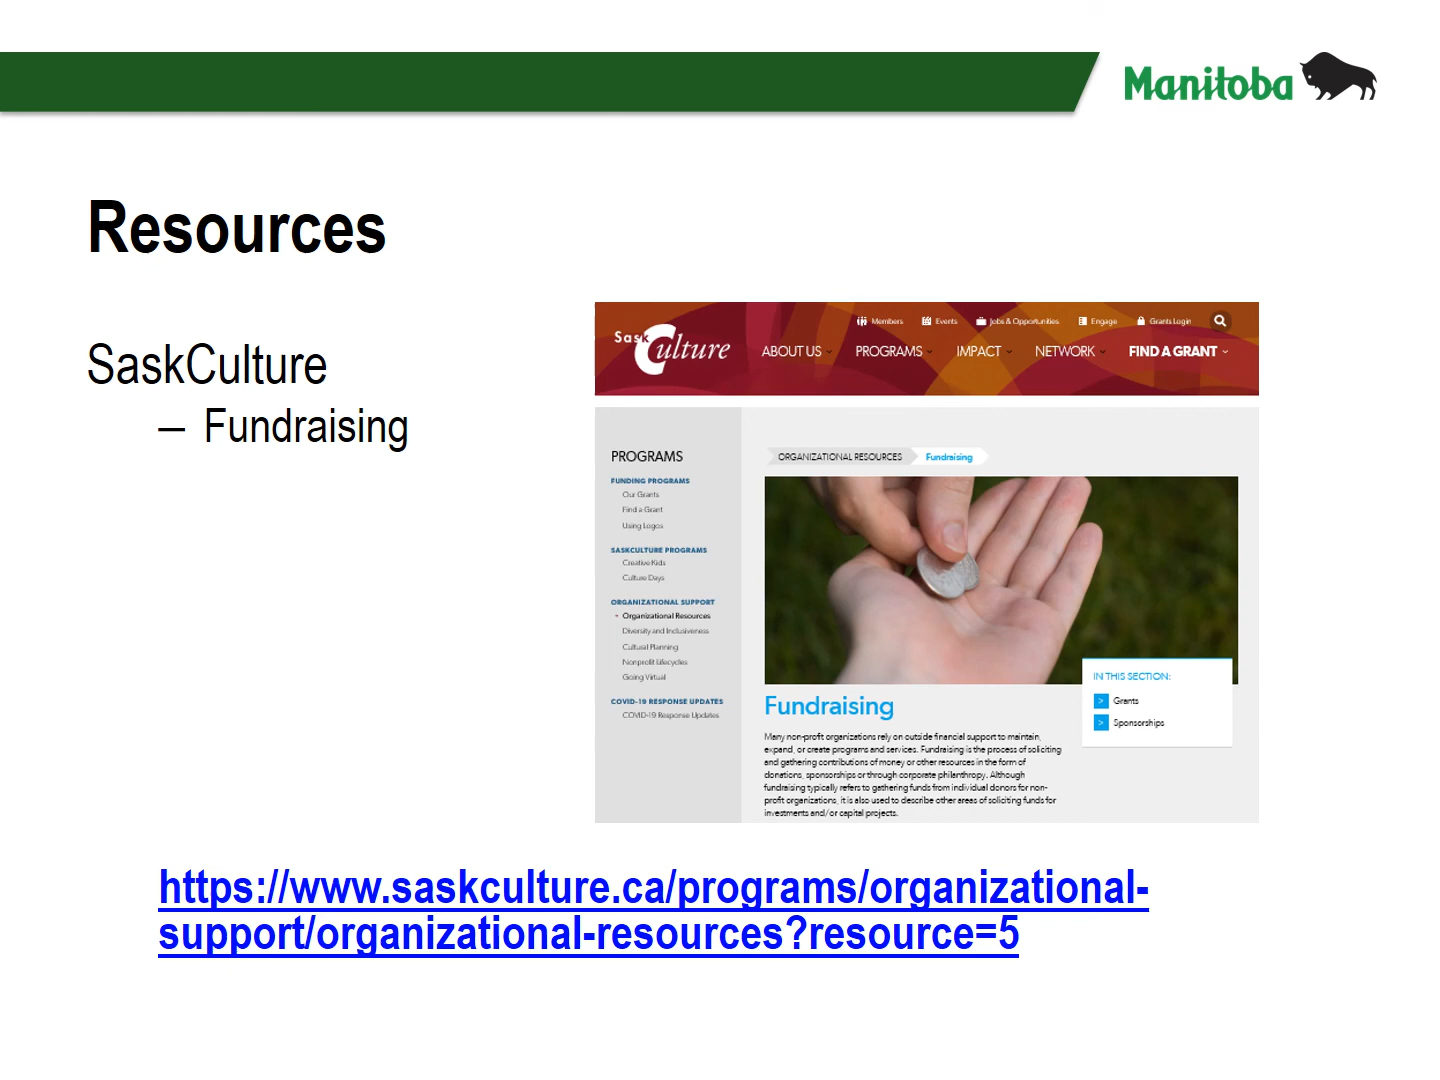 Manitoba
Resources
SaskCulture
– Fundraising
SaskCulture
Members Events Jobs & Opportunities Engage Grants Login
ABOUT US PROGRAMS IMPACT NETWORK FIND A GRANT
PROGRAMS
FUNDING PROGRAMS
Our Grants
Find a Grant
Using Logos
SASKCULTURE PROGRAMS
Creative Kids
Culture Days
ORGANIZATIONAL SUPPORT
Organizational Resources
Diversity and Inclusiveness
Cultural Planning
Nonprofit Lifecycles
Going Virtual
COVID-19 RESPONSE UPDATES
COVID-19 Response Updates
ORGANIZATIONAL RESOURCES Fundraising
IN THIS SECTION:
> Grants
> Sponsorships
Fundraising
Many non-profit organizations rely on outside financial support to maintain,
expand, or create programs and services. Fundraising is the process of soliciting
and gathering contributions of money or other resources in the form of
donations, sponsorships or through corporate philanthropy. Although
fundraising typically refers to gathering funds from individual donors for non-
profit organizations, it is also used to describe other areas of soliciting funds for
investments and/or capital projects.
https://www.saskculture.ca/programs/organizational-
support/organizational-resources?resource=5